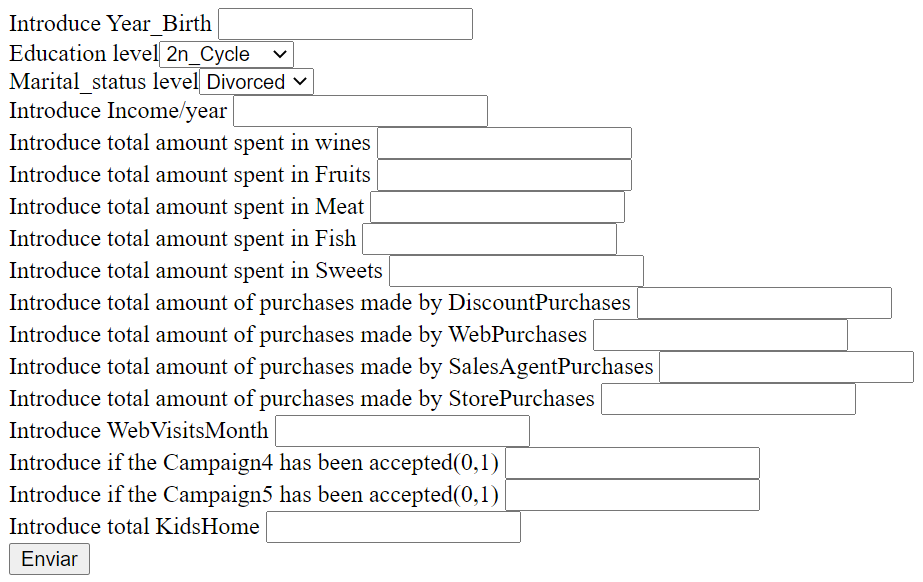 Introduce Year_Birth
Education level 2n_Cycle
Marital_status level Divorced
Introduce Income/year
Introduce total amount spent in wines
Introduce total amount spent in Fruits
Introduce total amount spent in Meat
Introduce total amount spent in Fish
Introduce total amount spent in Sweets
Introduce total amount of purchases made by DiscountPurchases
Introduce total amount of purchases made by WebPurchases
Introduce total amount of purchases made by SalesAgentPurchases
Introduce total amount of purchases made by StorePurchases
Introduce WebVisitsMonth
Introduce if the Campaign4 has been accepted(0,1)
Introduce if the Campaign5 has been accepted(0,1)
Introduce total KidsHome
Enviar